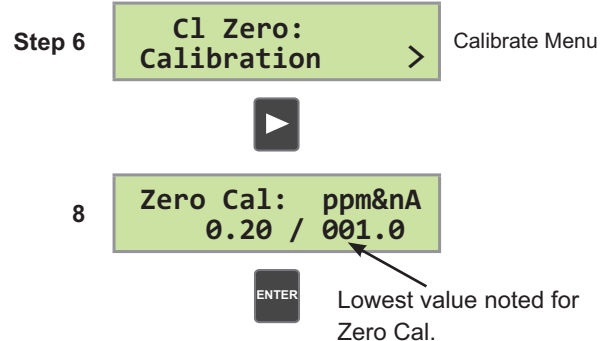 Step 6
Cl Zero:
Calibration >
Calibrate Menu
8
Zero Cal: ppm&nA
0.20 / 001.0
ENTER
Lowest value noted for
Zero Cal.